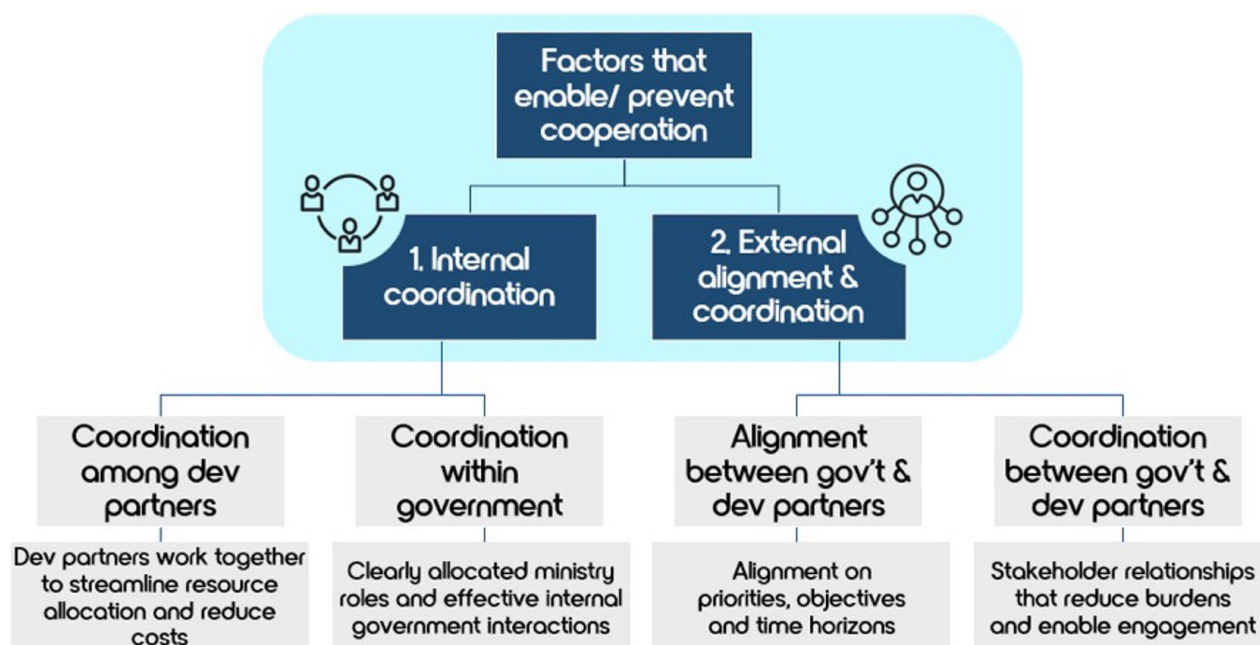 Factors that
enable/ prevent
cooperation
1. Internal
coordination
2. External
alignment &
coordination
Coordination
among dev
partners
Coordination
within
government
Alignment
between gov't &
dev partners
Coordination
between gov't &
dev partners
Dev partners work together
to streamline resource
allocation and reduce
costs
Clearly allocated ministry
roles and effective internal
government interactions
Alignment on
priorities, objectives
and time horizons
Stakeholder relationships
that reduce burdens
and enable engagement